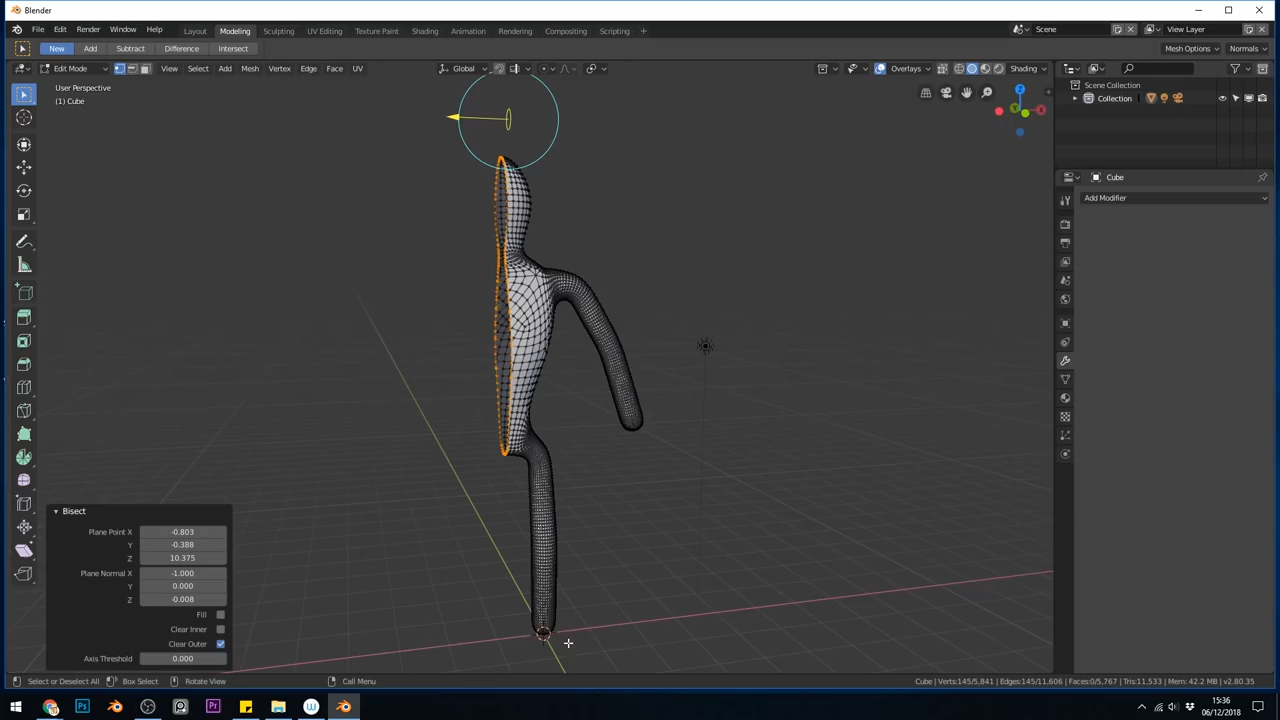 Blender
File Edit Render Window Help
Layout Modeling Sculpting UV Editing Texture Paint Shading Animation Rendering Compositing Scripting +
Scene
View Layer
New Add Subtract Difference Intersect
Mesh Options Normals
Edit Mode View Select Add Mesh Vertex Edge Face UV
Global
Overlays
Shading
User Perspective
(1) Cube
Z
X
Y
Scene Collection
Collection
Cube
Add Modifier
Bisect
Plane Point X -0.803
Y -0.388
Z 10.375
Plane Normal X -1.000
Y 0.000
Z -0.008
Fill
Clear Inner
Clear Outer
Axis Threshold 0.000
Select or Deselect All Box Select Rotate View Call Menu
Cube | Verts:145/5,841 | Edges:145/11,606 | Faces:0/5,767 | Tris:11,533 | Mem: 42.2 MB | v2.80.35
Ps Pr W
15:36
06/12/2018